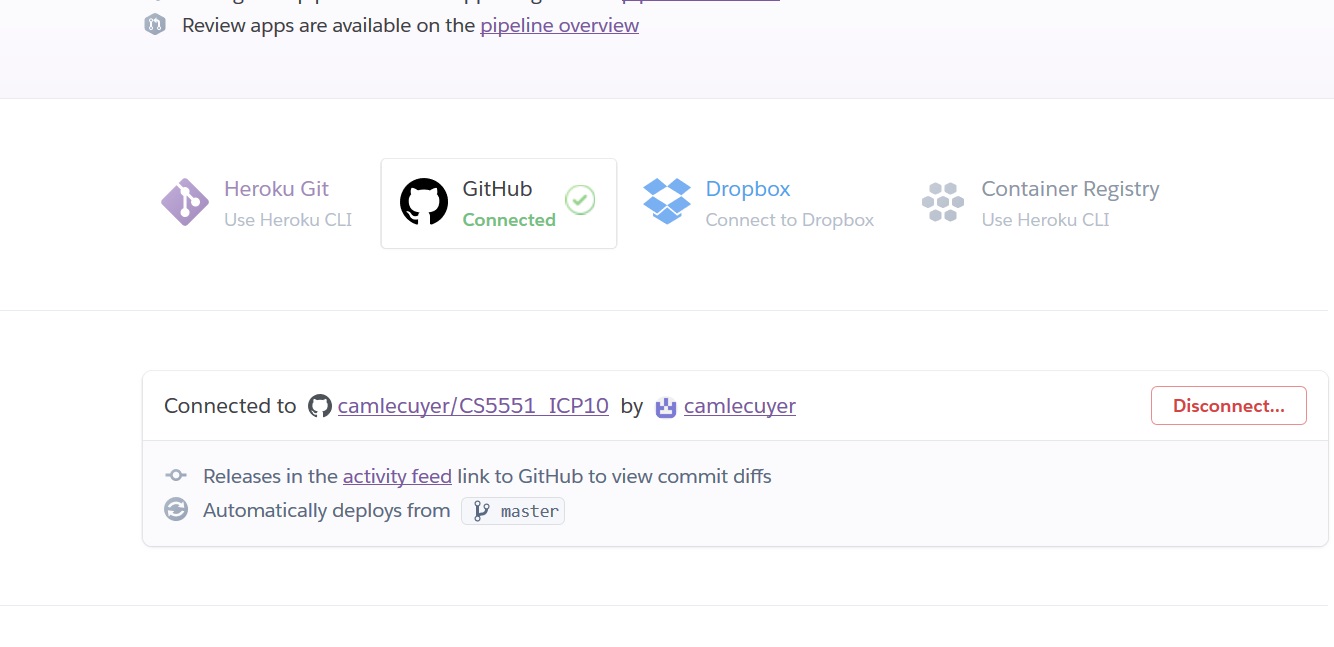 Review apps are available on the pipeline overview
Heroku Git
Use Heroku CLI
GitHub
Connected
Dropbox
Connect to Dropbox
Container Registry
Use Heroku CLI
Connected to camlecuyer/CS5551_ICP10 by camlecuyer
Disconnect...
Releases in the activity feed link to GitHub to view commit diffs
Automatically deploys from master